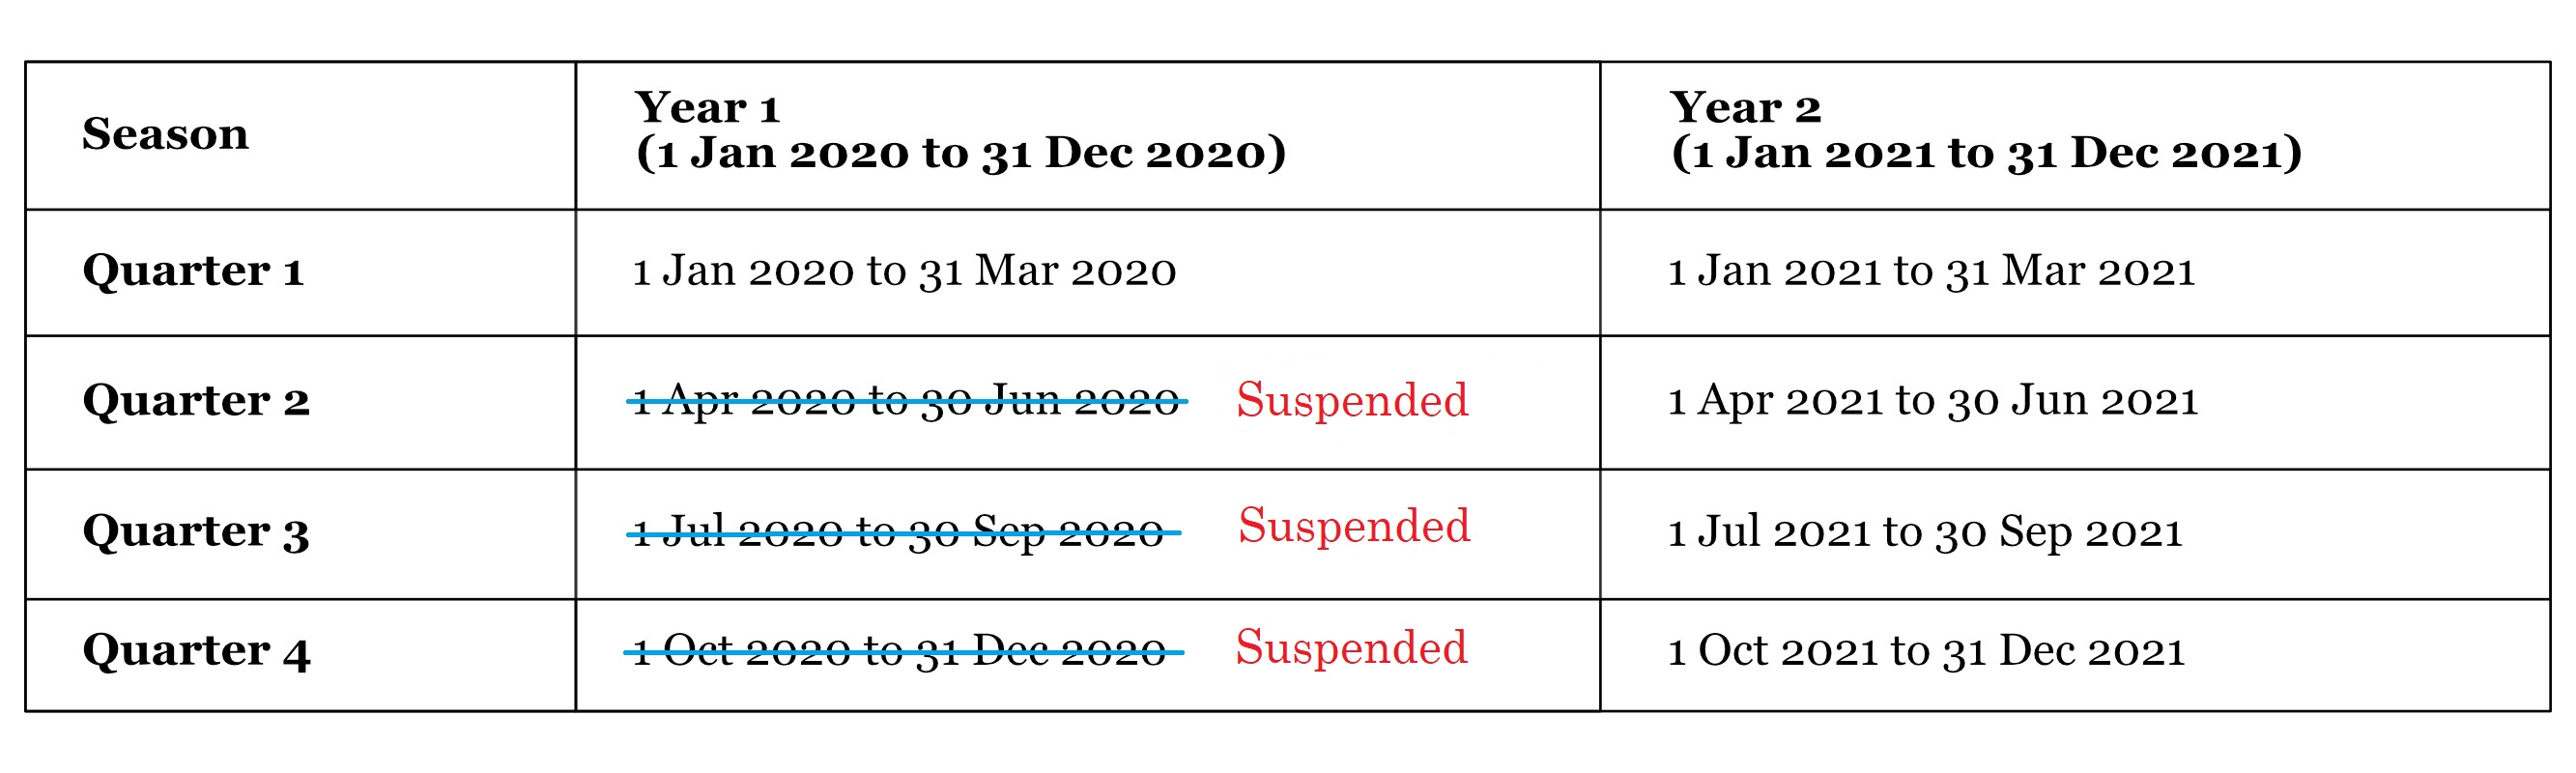 Season
Year 1
(1 Jan 2020 to 31 Dec 2020)
Year 2
(1 Jan 2021 to 31 Dec 2021)
Quarter 1
1 Jan 2020 to 31 Mar 2020
1 Jan 2021 to 31 Mar 2021
Quarter 2
1 Apr 2020 to 30 Jun 2020 Suspended
1 Apr 2021 to 30 Jun 2021
Quarter 3
1 Jul 2020 to 30 Sep 2020 Suspended
1 Jul 2021 to 30 Sep 2021
Quarter 4
1 Oct 2020 to 31 Dec 2020 Suspended
1 Oct 2021 to 31 Dec 2021